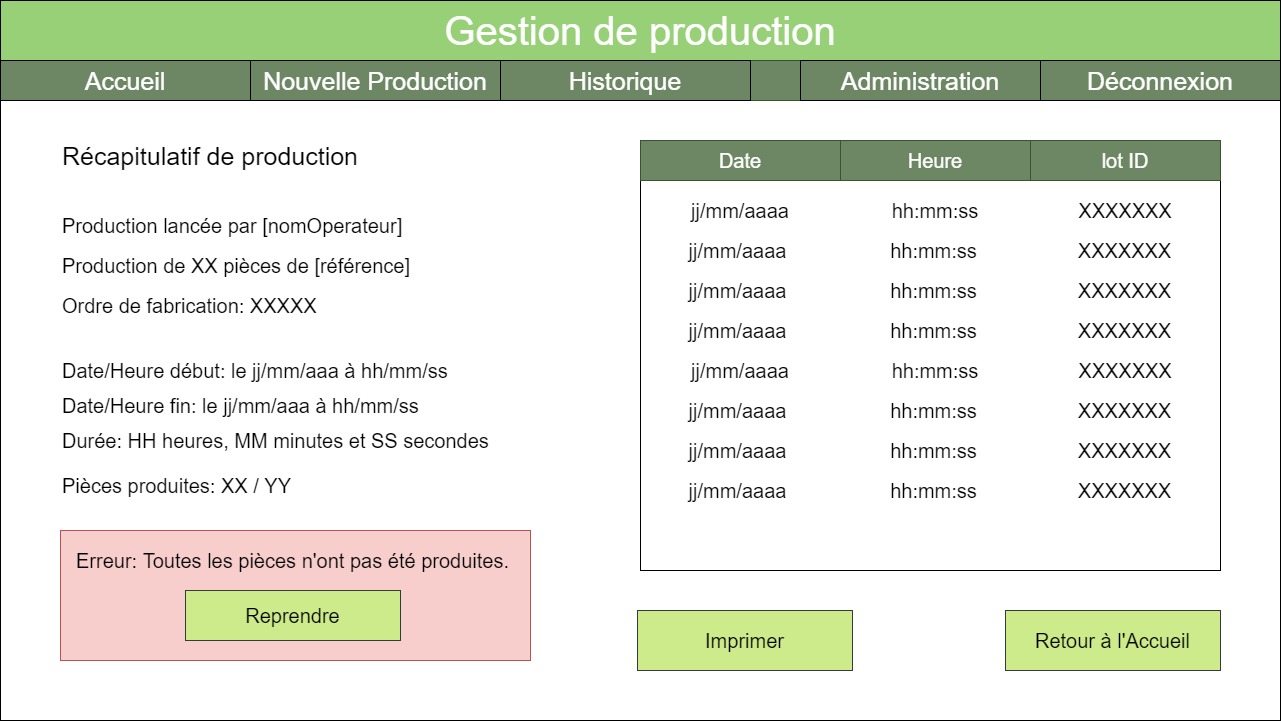 Gestion de production
Accueil Nouvelle Production Historique Administration Déconnexion
Récapitulatif de production
Production lancée par [nomOperateur]
Production de XX pièces de [référence]
Ordre de fabrication: XXXXX
Date/Heure début: le jj/mm/aaa à hh/mm/ss
Date/Heure fin: le jj/mm/aaa à hh/mm/ss
Durée: HH heures, MM minutes et SS secondes
Pièces produites: XX / YY
Erreur: Toutes les pièces n'ont pas été produites.
Reprendre
Date Heure lot ID
jj/mm/aaaa hh:mm:ss XXXXXXX
jj/mm/aaaa hh:mm:ss XXXXXXX
jj/mm/aaaa hh:mm:ss XXXXXXX
jj/mm/aaaa hh:mm:ss XXXXXXX
jj/mm/aaaa hh:mm:ss XXXXXXX
jj/mm/aaaa hh:mm:ss XXXXXXX
jj/mm/aaaa hh:mm:ss XXXXXXX
jj/mm/aaaa hh:mm:ss XXXXXXX
Imprimer Retour à l'Accueil